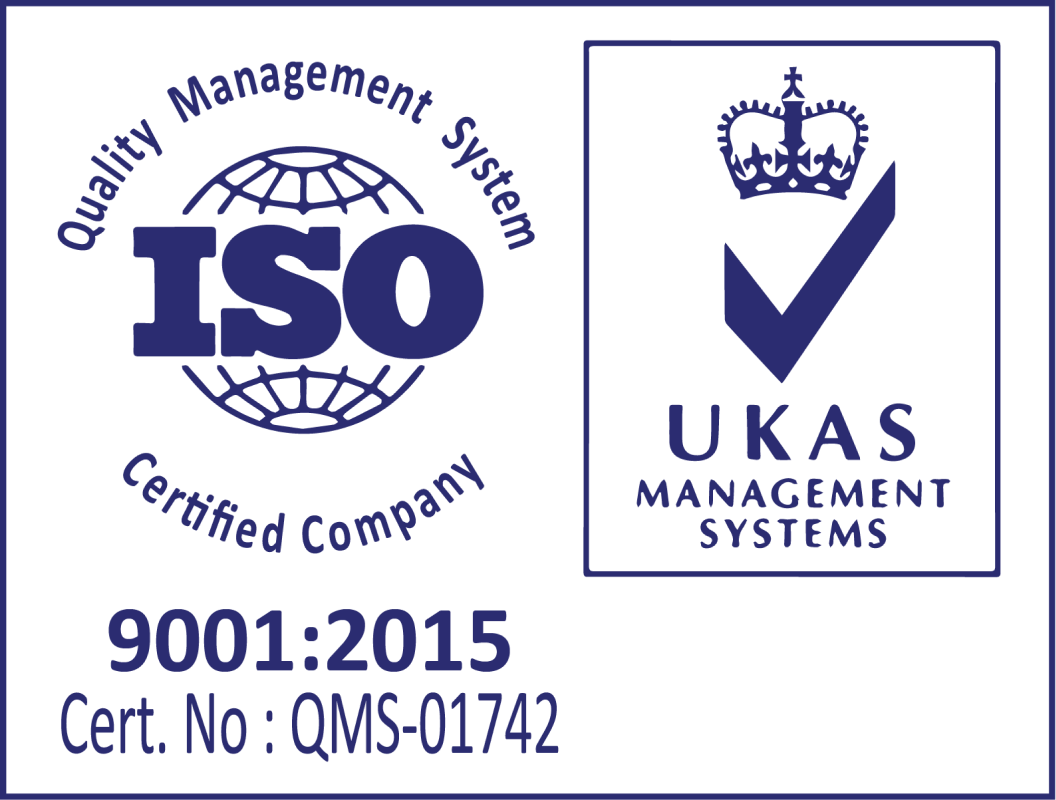 Quality Management System
ISO
Certified Company
9001:2015
Cert. No : QMS-01742
UKAS
MANAGEMENT
SYSTEMS